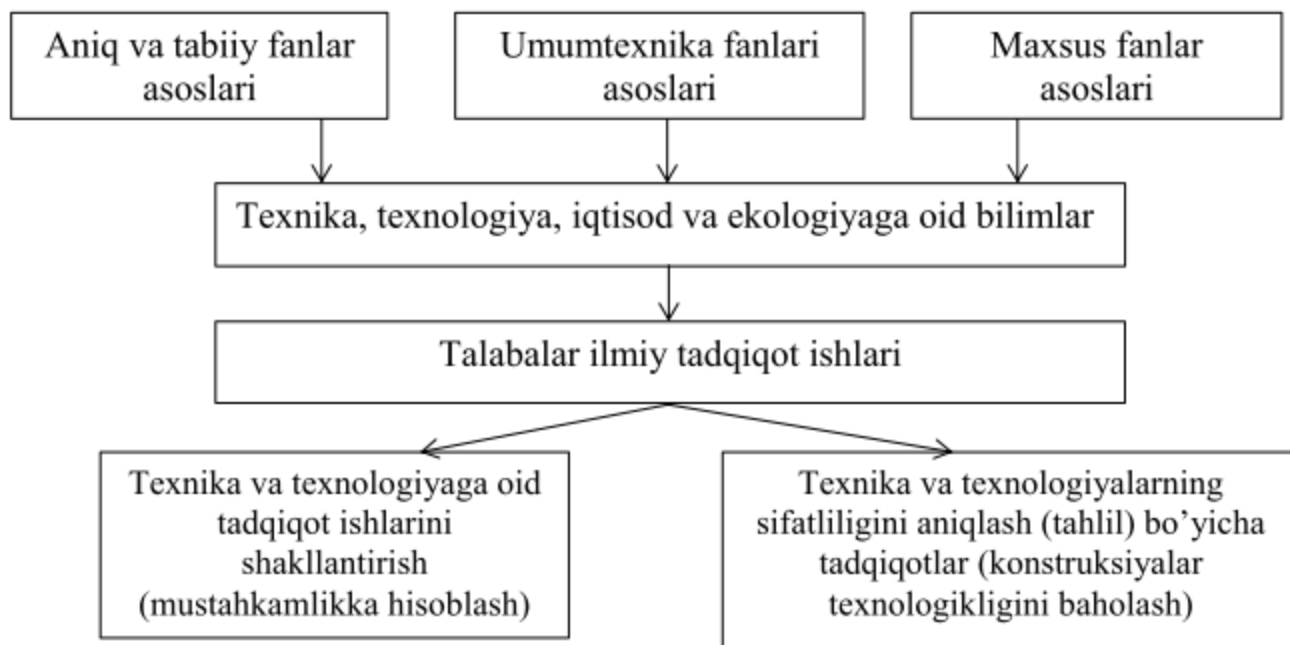 Aniq va tabiiy fanlar
asoslari
Umumtexnika fanlari
asoslari
Maxsus fanlar
asoslari
Texnika, texnologiya, iqtisod va ekologiyaga oid bilimlar
Talabalar ilmiy tadqiqot ishlari
Texnika va texnologiyaga oid
tadqiqot ishlarini
shakllantirish
(mustahkamlikka hisoblash)
Texnika va texnologiyalarning
sifatliligini aniqlash (tahlil) bo’yicha
tadqiqotlar (konstruksiyalar
texnologikligini baholash)